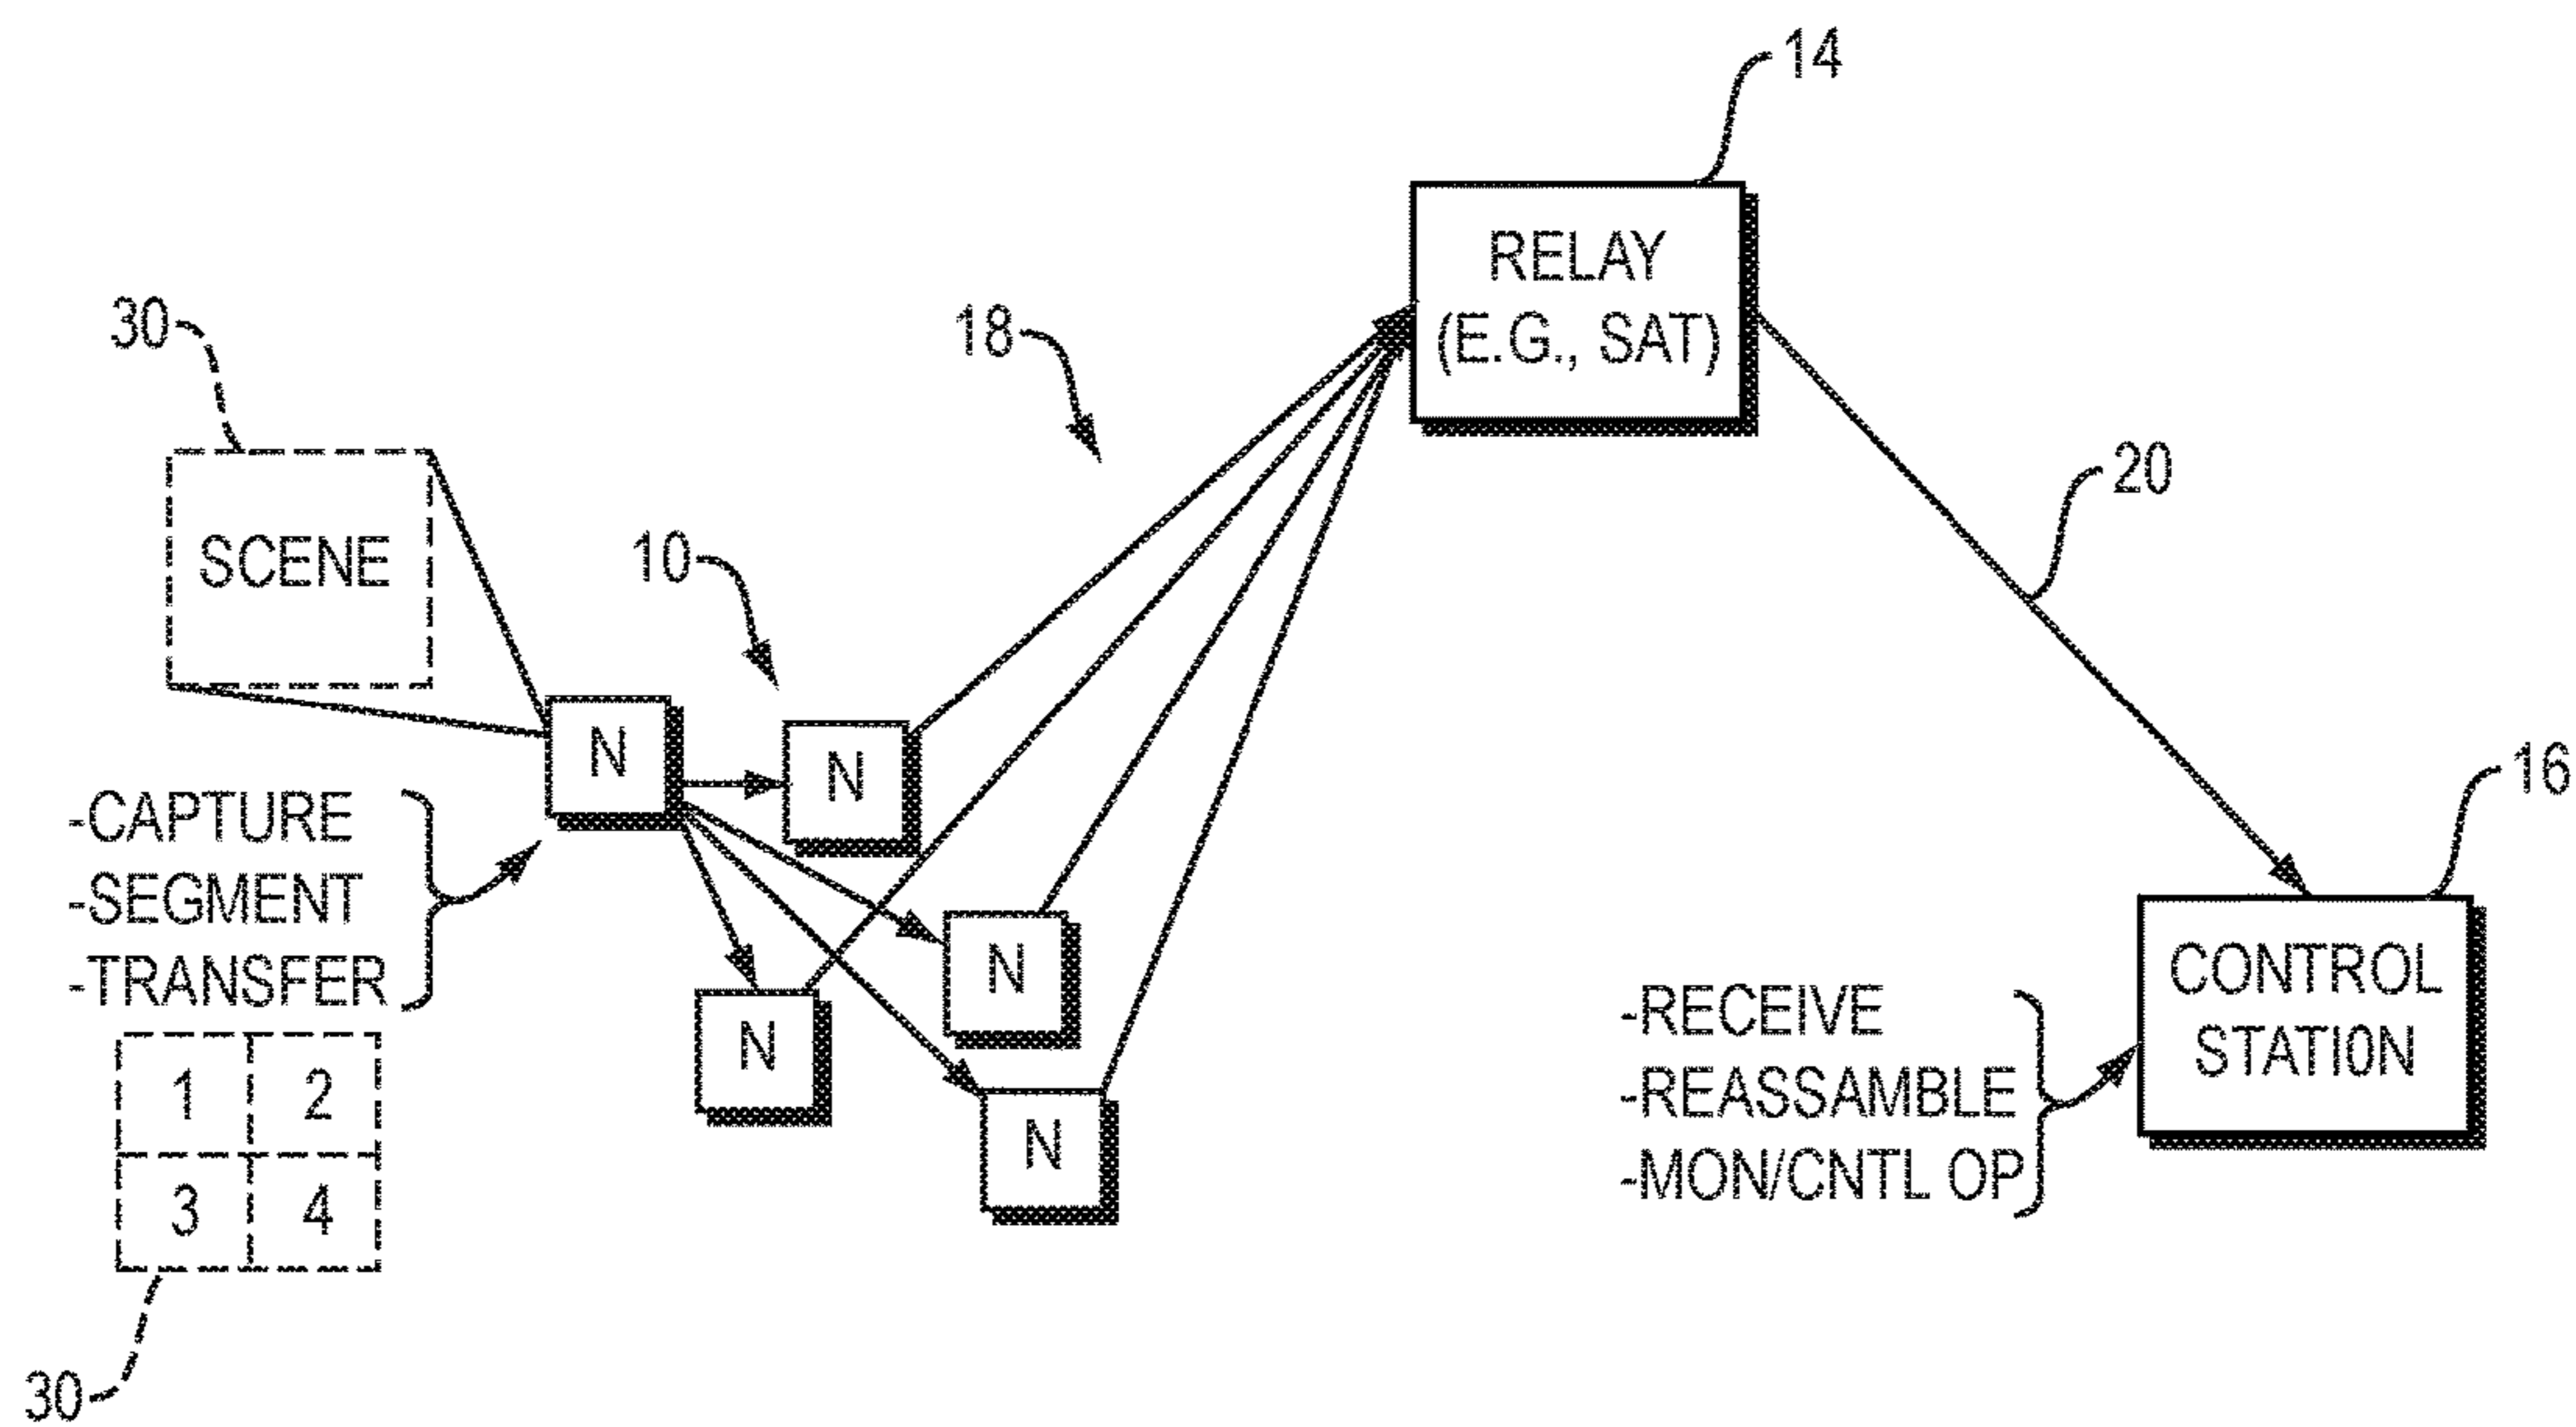 14
RELAY
(E.G., SAT)
30
18
20
SCENE
10
16
N
N
-CAPTURE
-SEGMENT
-TRANSFER
N
N
N
CONTROL
STATION
-RECEIVE
-REASSAMBLE
-MON/CNTL OP
1 2
3 4
30